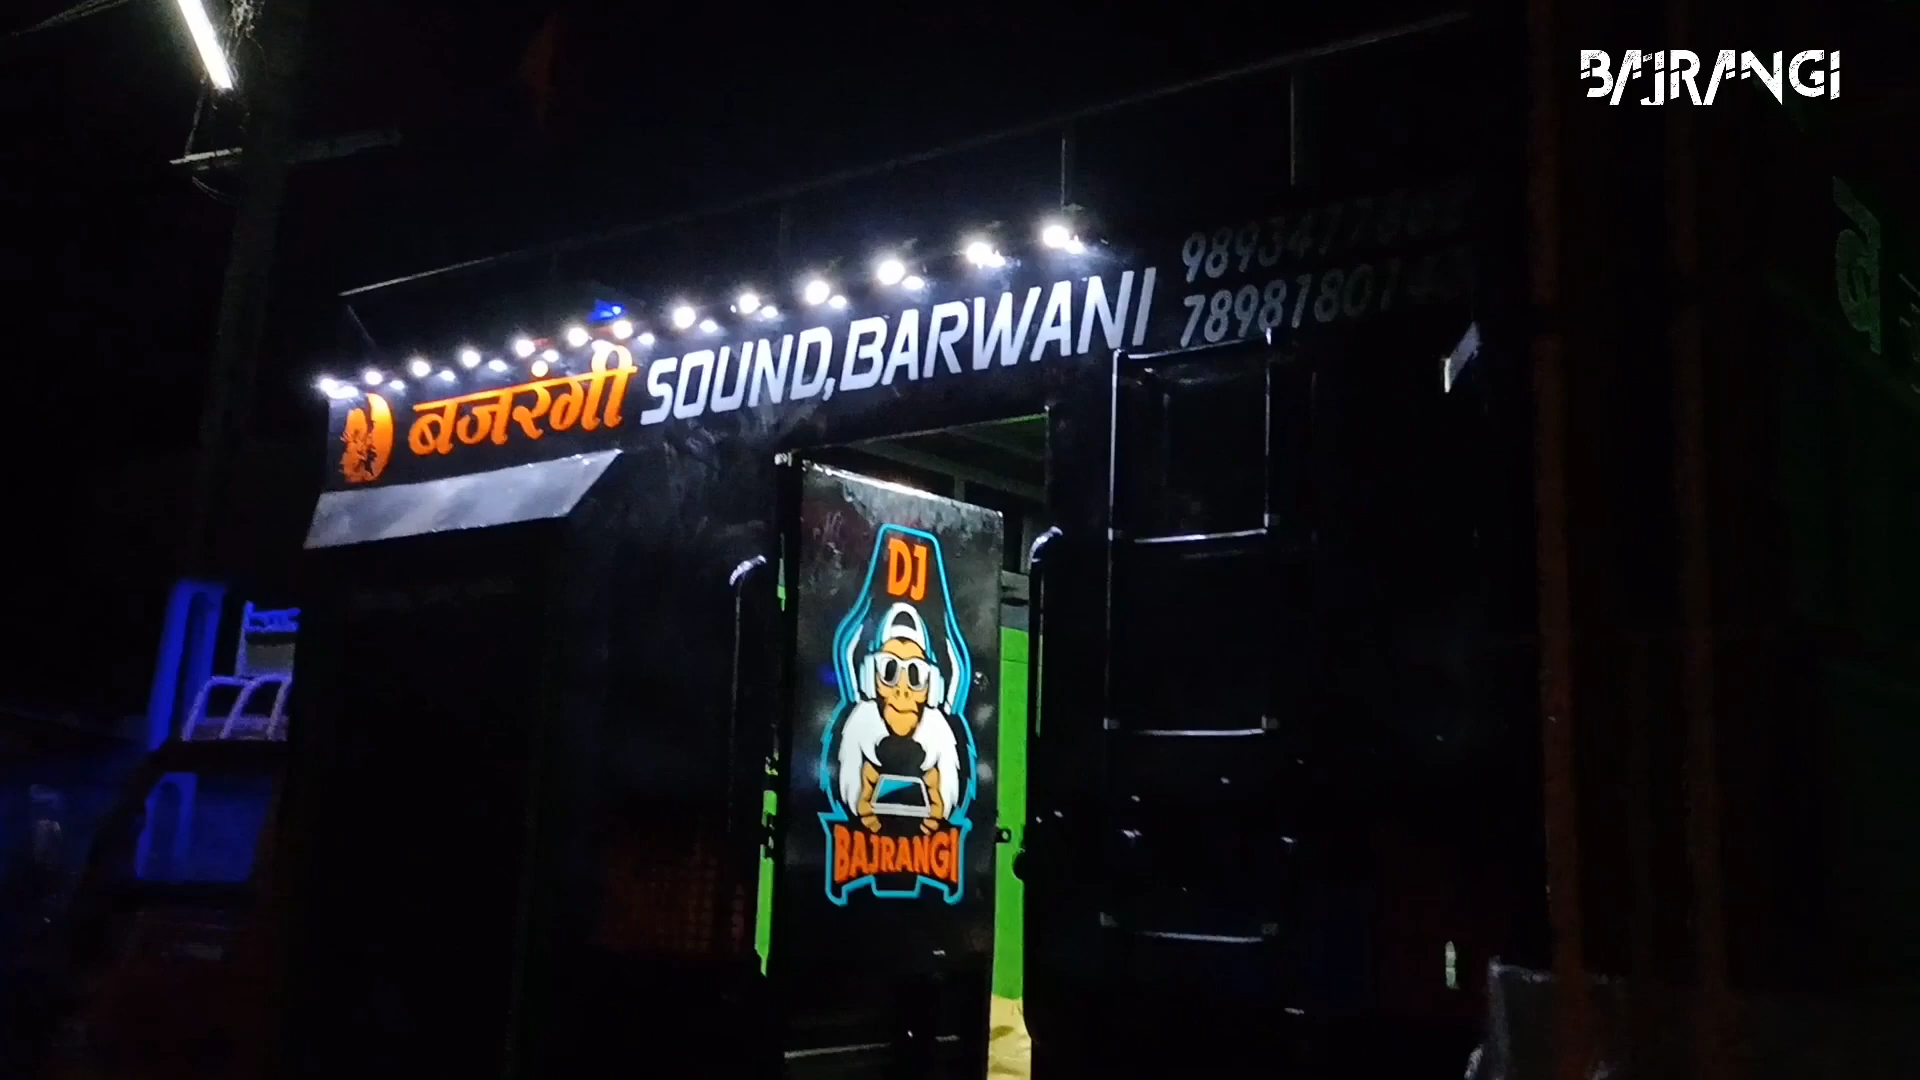 BAJRANGI
बजरंगी SOUND,BARWANI
DJ
BAJRANGI